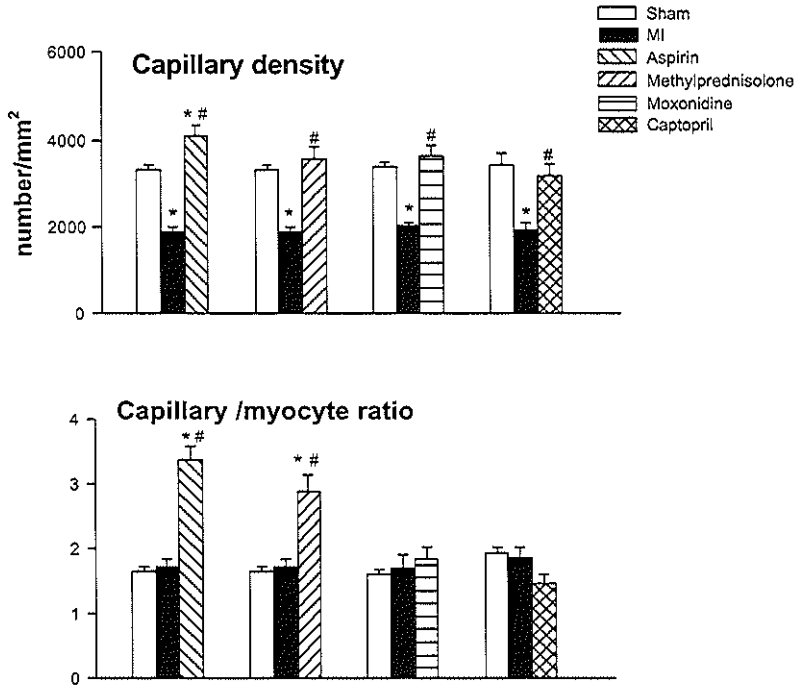 Sham
MI
Aspirin
Methylprednisolone
Moxonidine
Captopril
Capillary density
number/mm²
6000
4000
2000
0
* #
#
#
#
*
*
*
*
Capillary /myocyte ratio
4
3
2
1
0
* #
* #